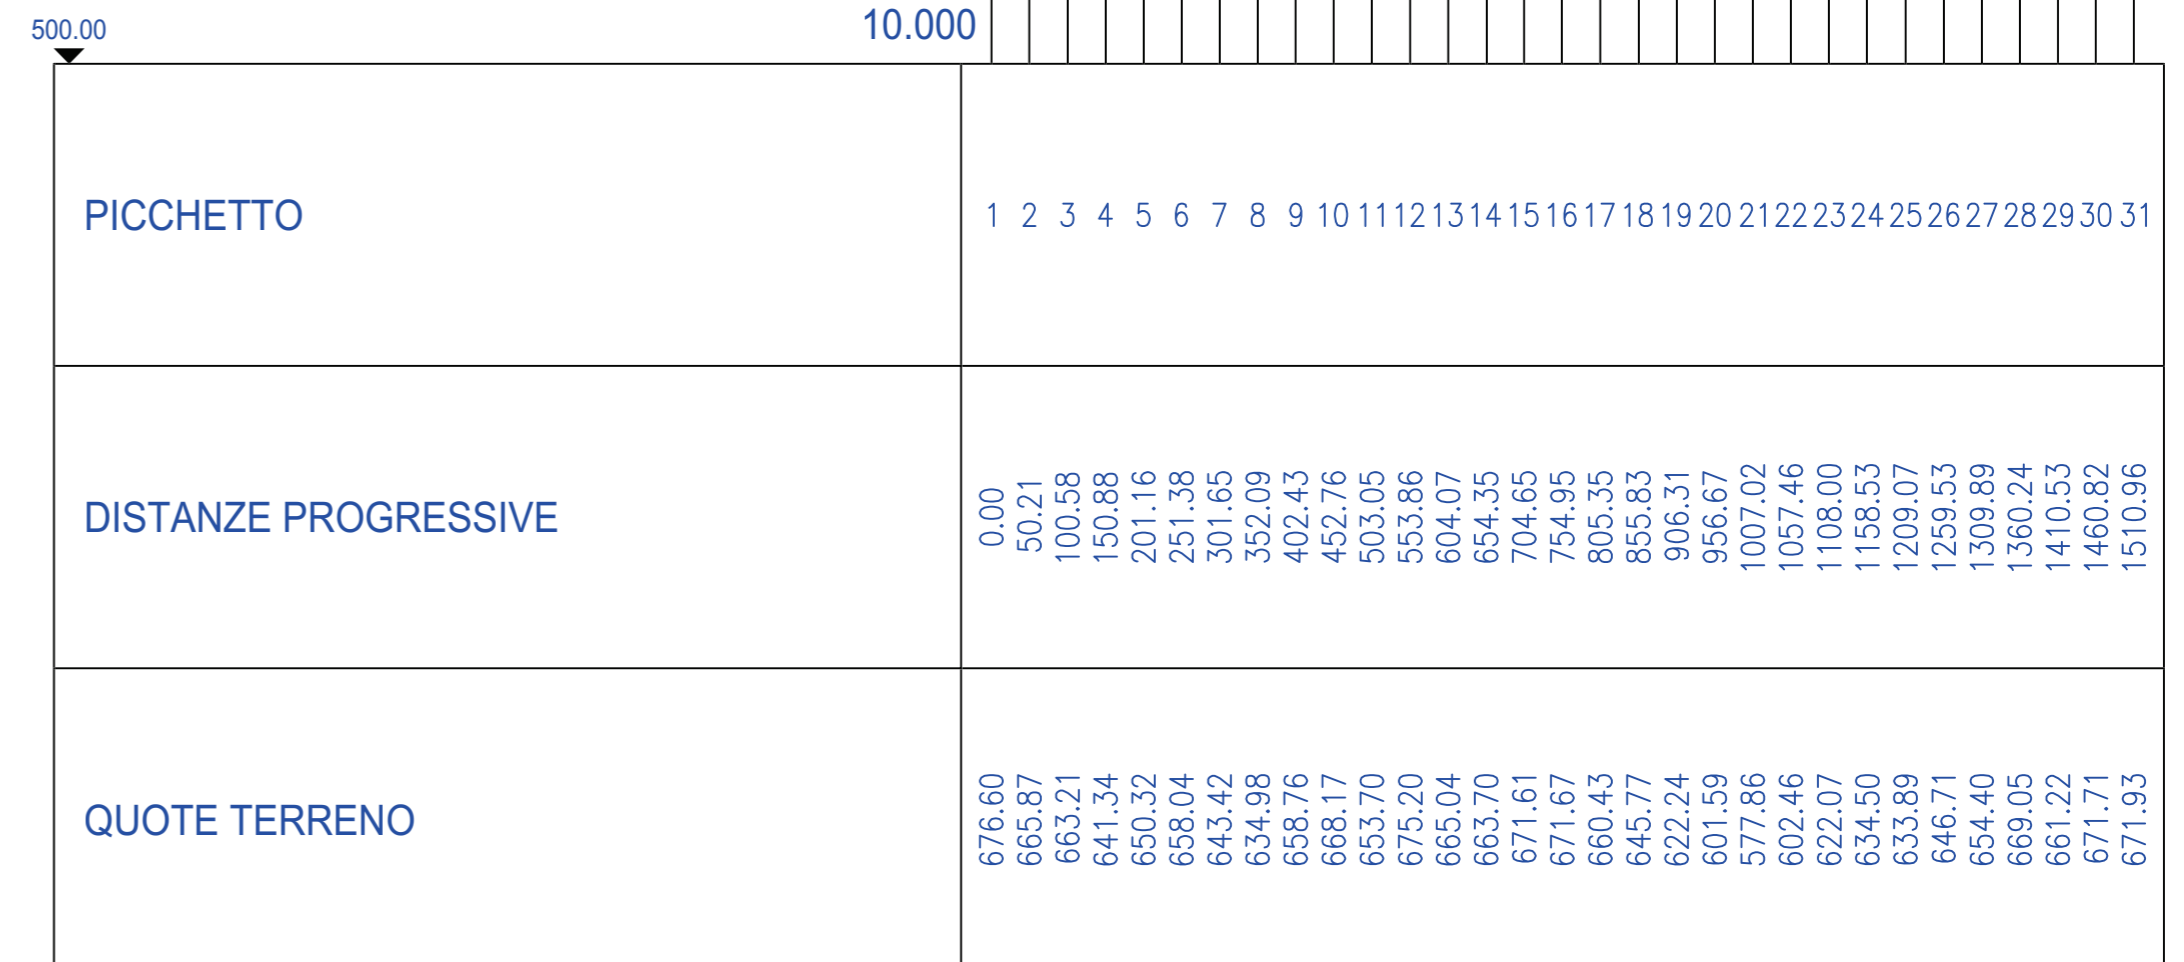 500.00
10.000
PICCHETTO 1 2 3 4 5 6 7 8 9 10 11 12 13 14 15 16 17 18 19 20 21 22 23 24 25 26 27 28 29 30 31
DISTANZE PROGRESSIVE 0.00 50.21 100.58 150.88 201.16 251.38 301.65 352.09 402.43 452.76 503.05 553.86 604.07 654.35 704.65 754.95 805.35 855.83 906.31 956.67 1007.02 1057.46 1108.00 1158.53 1209.07 1259.53 1309.89 1360.24 1410.53 1460.82 1510.96
QUOTE TERRENO 676.60 665.87 663.21 641.34 650.32 658.04 643.42 634.98 658.76 668.17 653.70 675.20 665.04 663.70 671.61 671.67 660.43 645.77 622.24 601.59 577.86 602.46 622.07 634.50 633.89 646.71 654.40 669.05 661.22 671.71 671.93